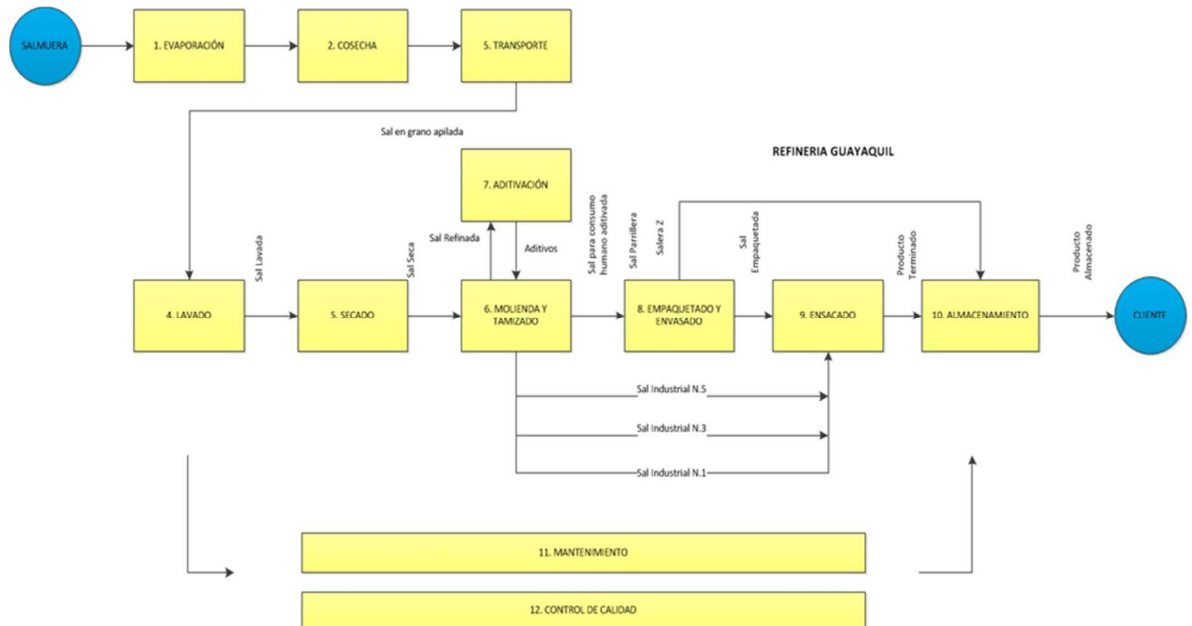 SALMUERA
1. EVAPORACIÓN
2. COSECHA
5. TRANSPORTE
Sal en grano apilada
REFINERIA GUAYAQUIL
7. ADITIVACIÓN
Sal Refinada
Aditivos
Sal Lavada
Sal Seca
Sal para consumo
humano aditivada
Sal Parrillera
Salera Z
Sal
Empaquetada
Producto
Terminado
Producto
Almacenado
4. LAVADO
5. SECADO
6. MOLIENDA Y
TAMIZADO
8. EMPAQUETADO Y
ENVASADO
9. ENSACADO
10. ALMACENAMIENTO
CLIENTE
Sal Industrial N.5
Sal Industrial N.3
Sal Industrial N.1
11. MANTENIMIENTO
12. CONTROL DE CALIDAD